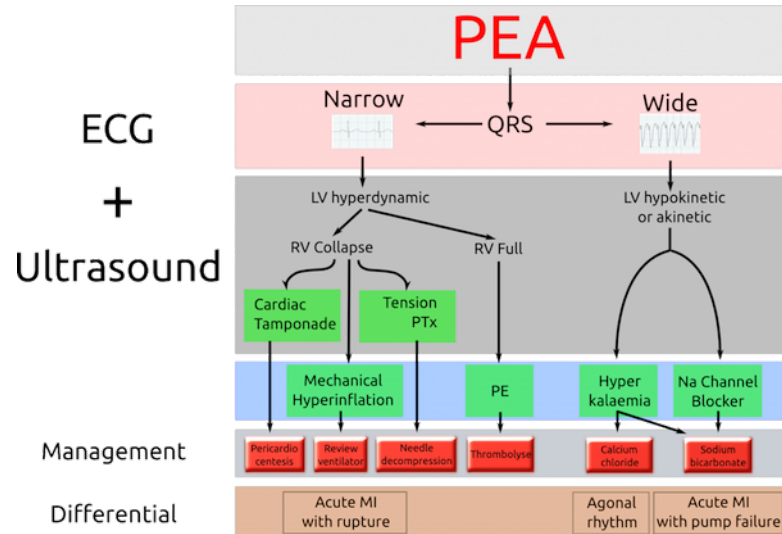 PEA
Narrow
QRS
Wide
ECG
+
Ultrasound
LV hyperdynamic
LV hypokinetic
or akinetic
RV Collapse
RV Full
Cardiac
Tamponade
Tension
PTx
Mechanical
Hyperinflation
PE
Hyper
kalaemia
Na Channel
Blocker
Management
Pericardio
centesis
Review
ventilator
Needle
decompression
Thrombolyse
Calcium
chloride
Sodium
bicarbonate
Differential
Acute MI
with rupture
Agonal
rhythm
Acute MI
with pump failure